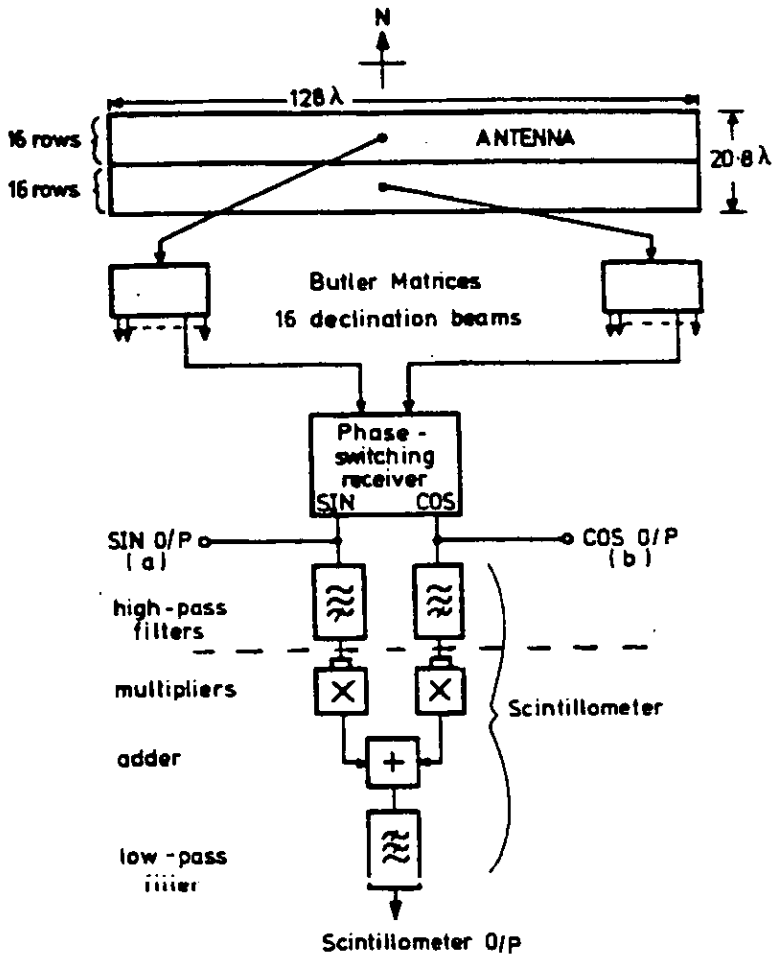 N
128 λ
16 rows
ANTENNA
20·8 λ
16 rows
Butler Matrices
16 declination beams
Phase-
switching
receiver
SIN
COS
SIN O/P
(a)
COS O/P
(b)
high-pass
filters
multipliers
Scintillometer
adder
+
low-pass
Scintillometer O/P